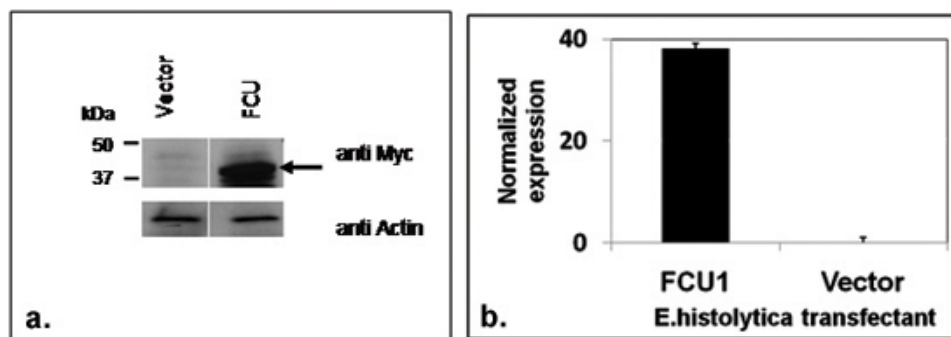 Vector
FCU
kDa
50
37
anti Myc
anti Actin
a.
Normalized
expression
40
20
0
FCU1 Vector
E.histolytica transfectant
b.